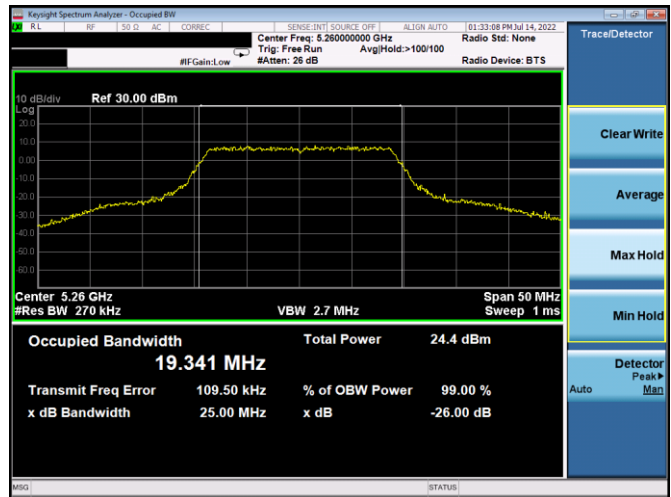 Keysight Spectrum Analyzer - Occupied BW
RL RF 50 Ω AC CORREC SENSE:INT SOURCE OFF ALIGN AUTO 01:33:08 PM Jul 14, 2022
Center Freq: 5.260000000 GHz Radio Std: None
Trig: Free Run Avg|Hold:>100/100
#IFGain:Low #Atten: 26 dB Radio Device: BTS
Trace/Detector
10 dB/div Ref 30.00 dBm
Log
20.0
10.0
0.00
-10.0
-20.0
-30.0
-40.0
-50.0
-60.0
Center 5.26 GHz Span 50 MHz
#Res BW 270 kHz VBW 2.7 MHz Sweep 1 ms
Occupied Bandwidth Total Power 24.4 dBm
19.341 MHz
Transmit Freq Error 109.50 kHz % of OBW Power 99.00 %
x dB Bandwidth 25.00 MHz x dB -26.00 dB
Clear Write
Average
Max Hold
Min Hold
Detector
Peak▶
Auto Man
MSG STATUS